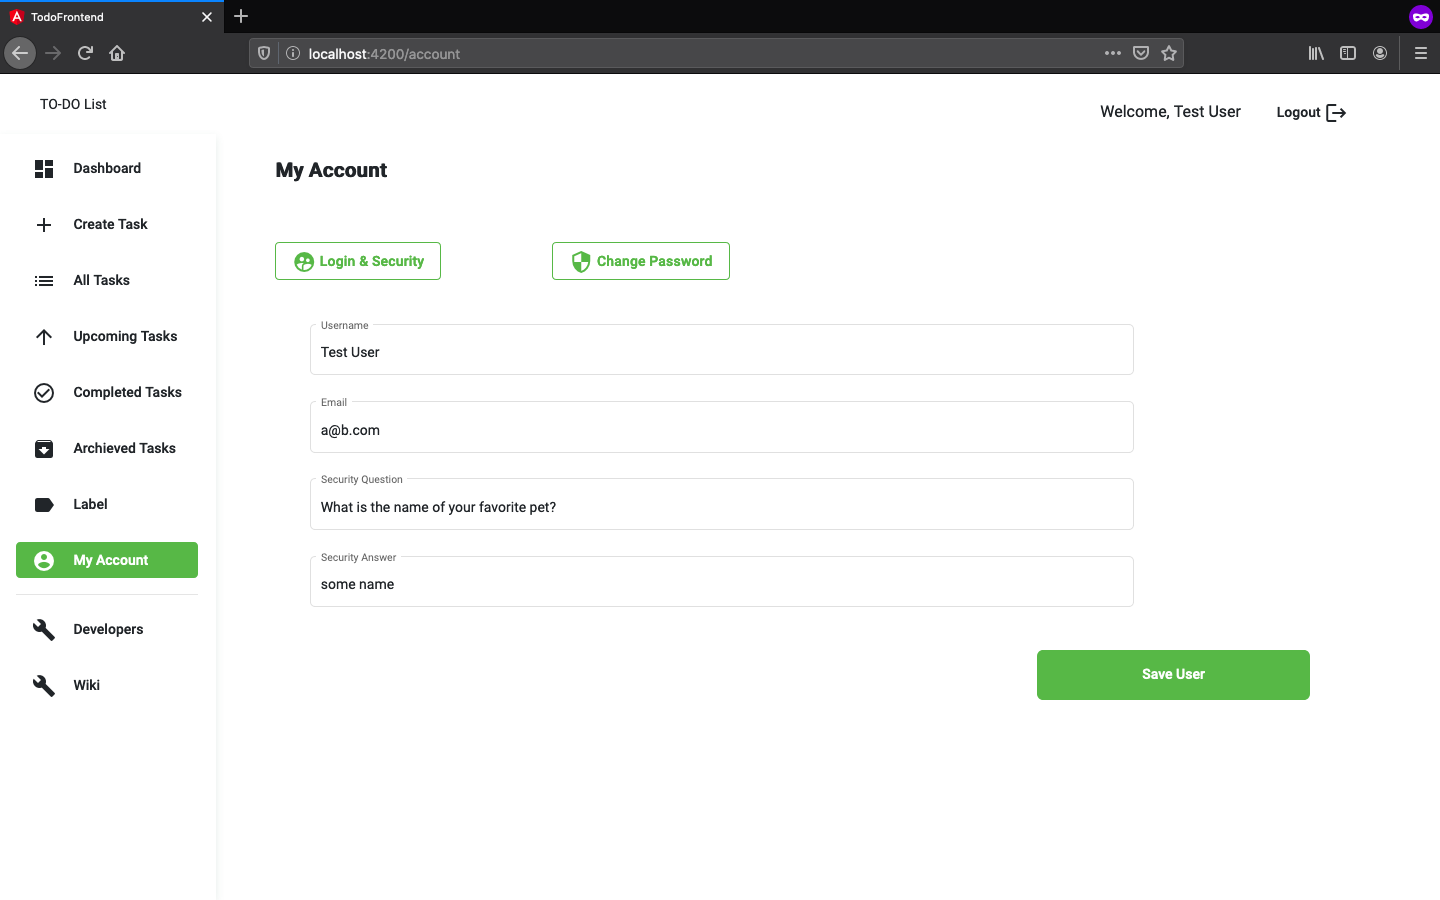 TodoFrontend
localhost:4200/account
TO-DO List
Welcome, Test User
Logout
Dashboard
Create Task
All Tasks
Upcoming Tasks
Completed Tasks
Archieved Tasks
Label
My Account
Developers
Wiki
My Account
Login & Security
Change Password
Username
Test User
Email
a@b.com
Security Question
What is the name of your favorite pet?
Security Answer
some name
Save User